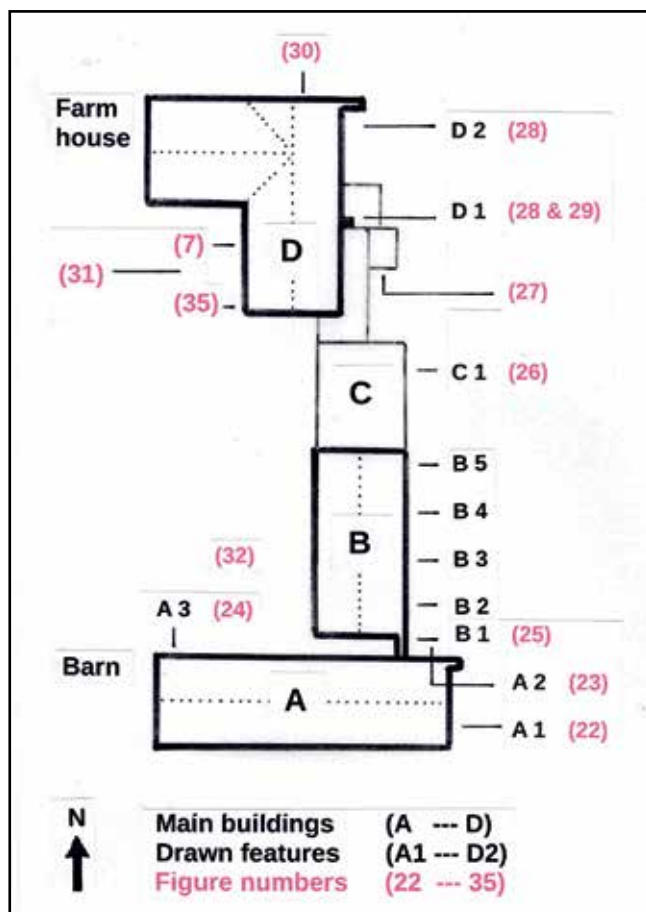 (30)
Farm
house
D 2 (28)
D 1 (28 & 29)
(7)
D
(31)
(27)
(35)
C 1 (26)
C
B 5
B 4
B
(32)
B 3
A 3 (24)
B 2
B 1 (25)
Barn
A 2 (23)
A
A 1 (22)
N
Main buildings (A --- D)
Drawn features (A1 --- D2)
Figure numbers (22 --- 35)